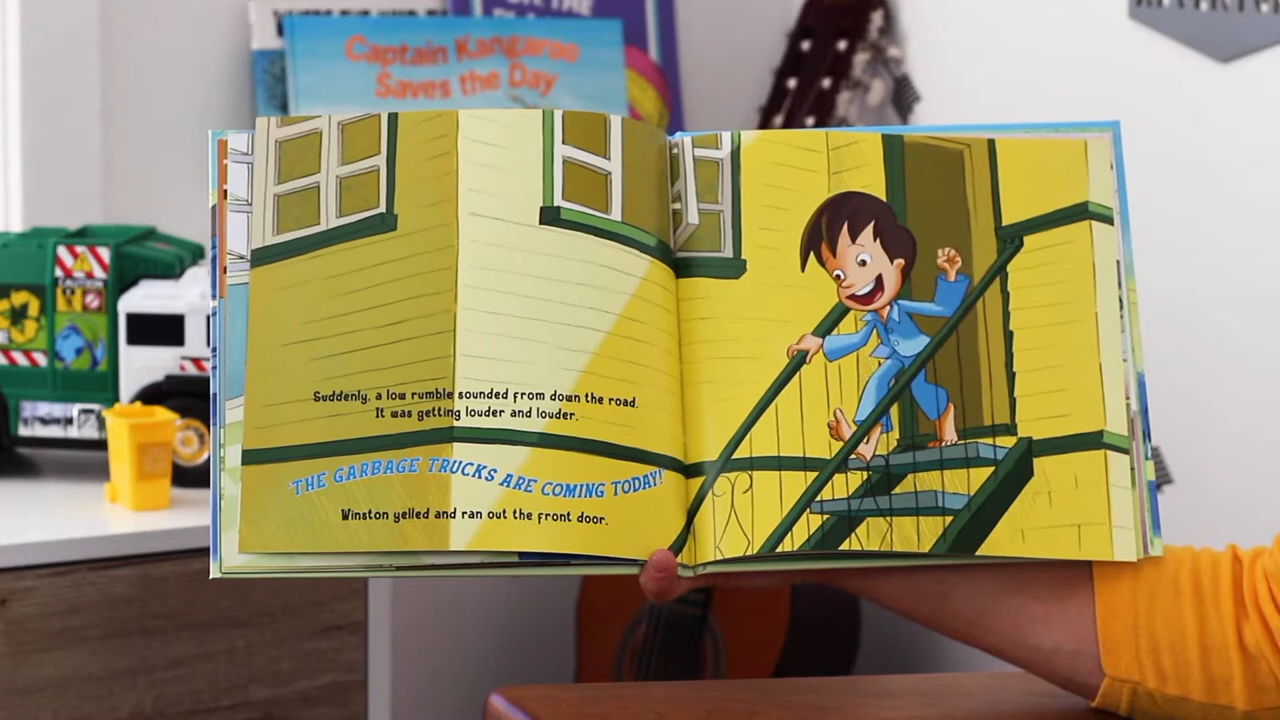 Captain Kangaroo
Saves the Day
CAUTION
Suddenly, a low rumble sounded from down the road.
It was getting louder and louder.
"THE GARBAGE TRUCKS ARE COMING TODAY!"
Winston yelled and ran out the front door.